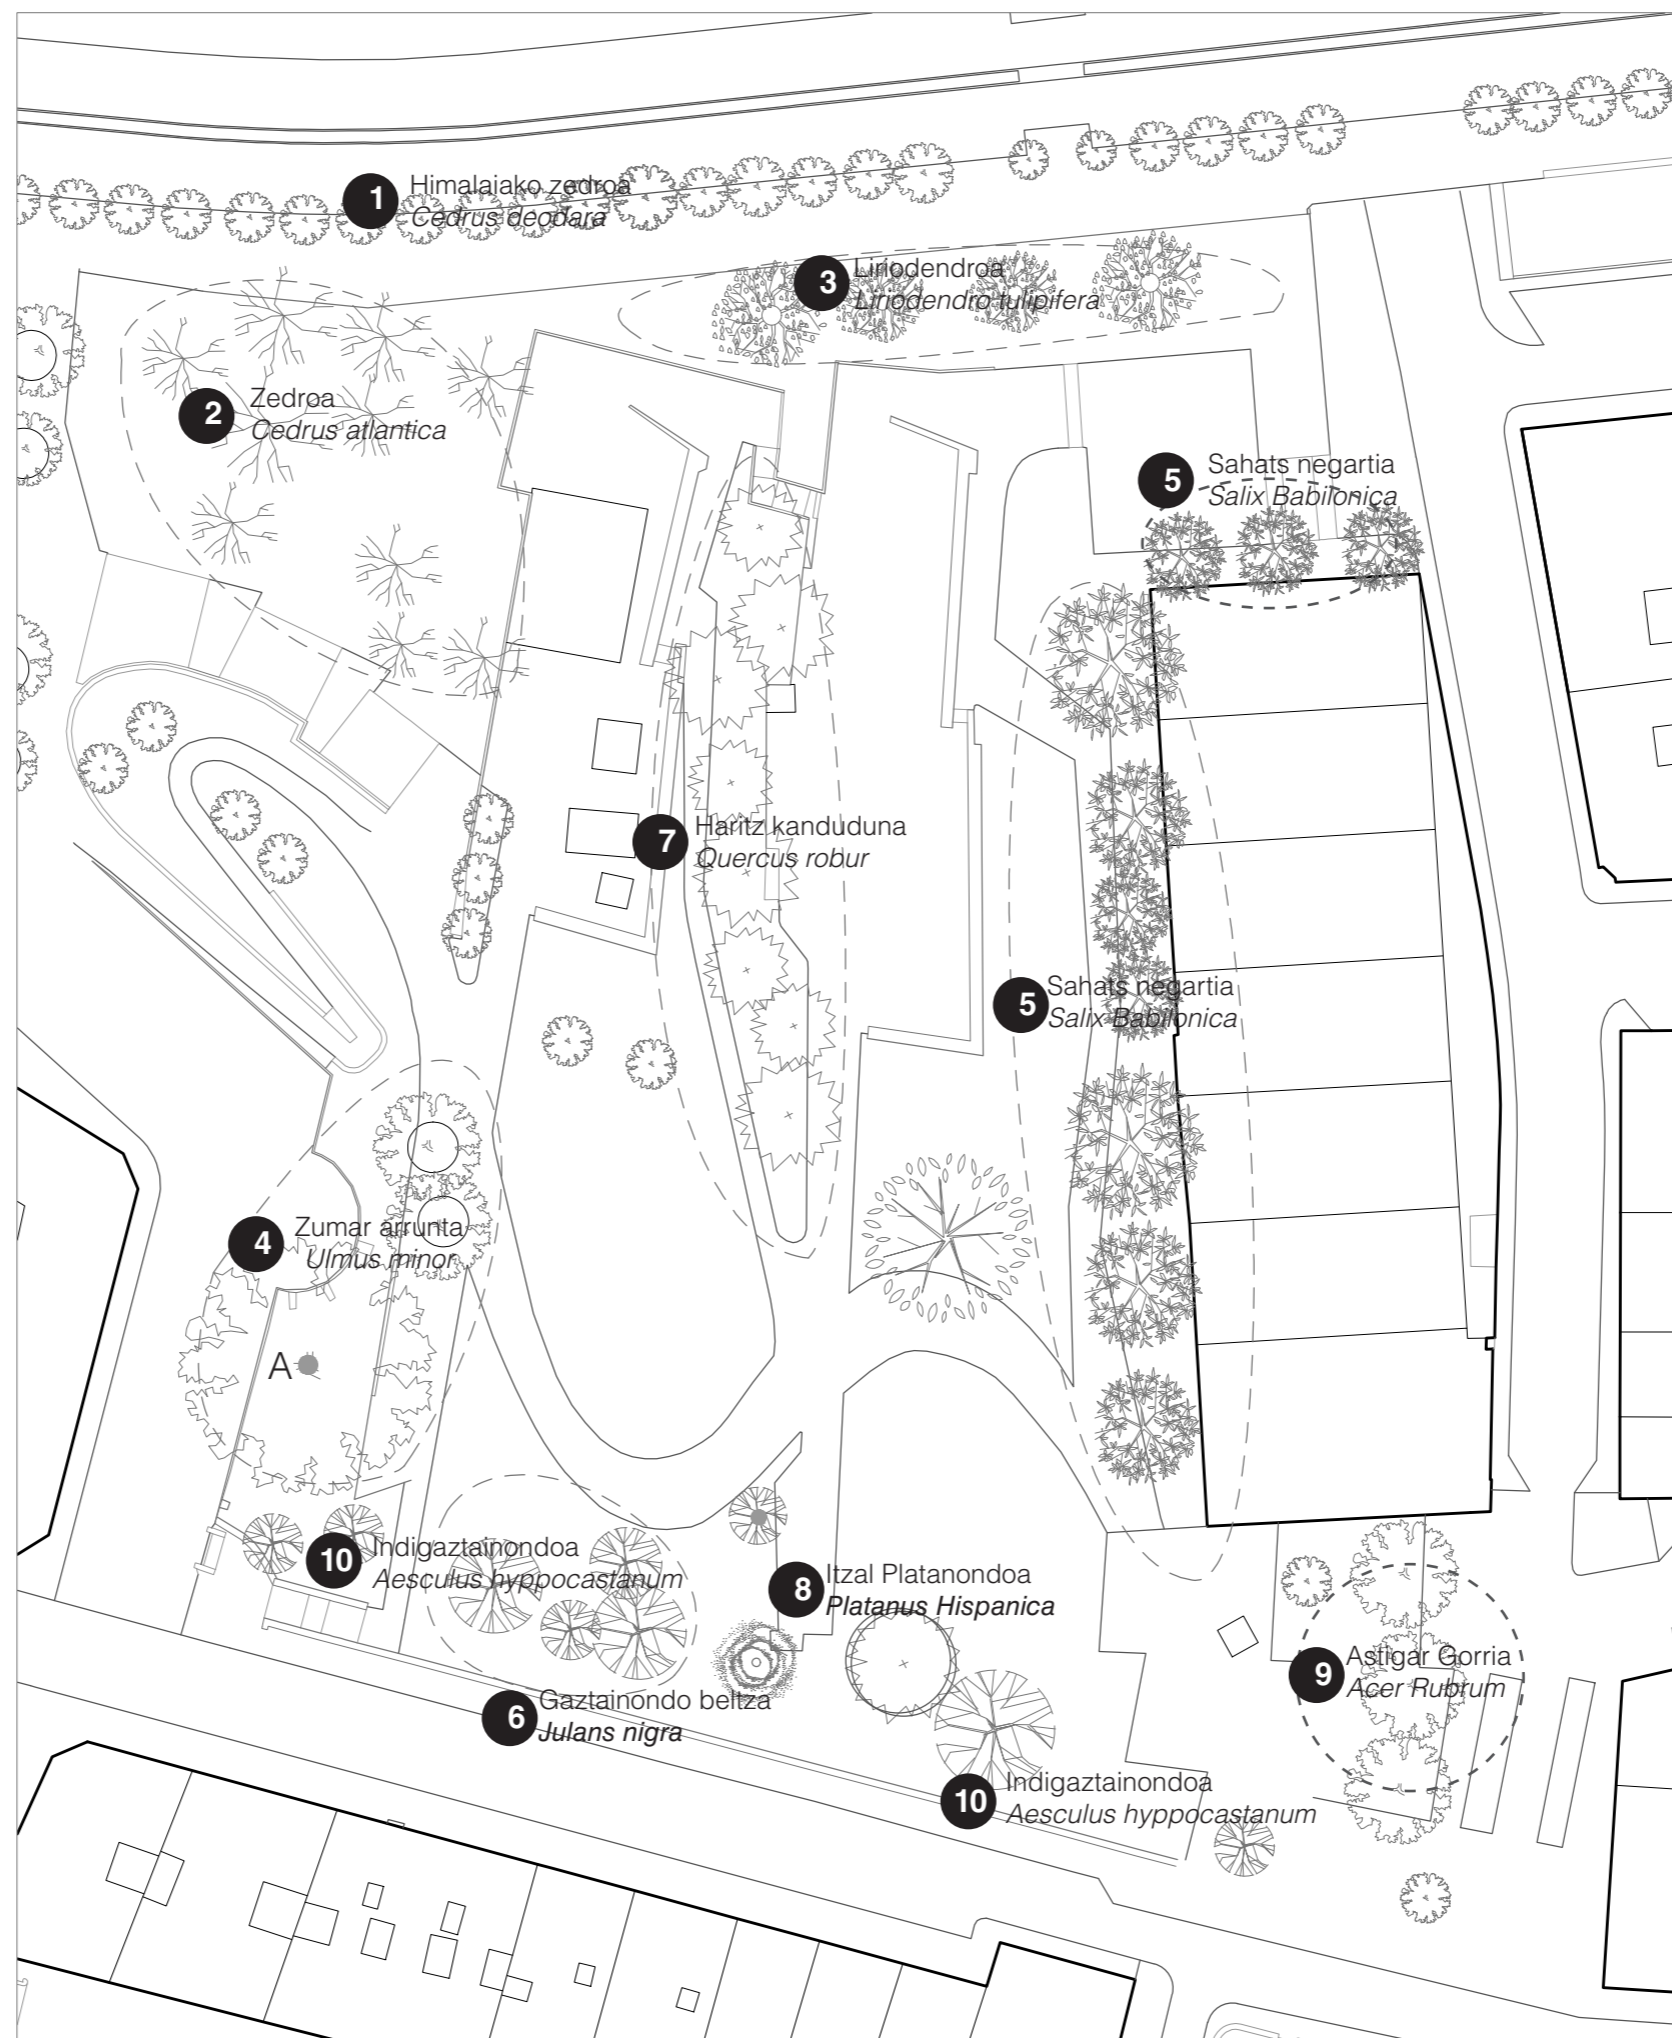 1 Himalaiako zedroa
Cedrus deodara
3 Liriodendroa
Liriodendro tulipifera
2 Zedroa
Cedrus atlantica
5 Sahats negartia
Salix Babilonica
7 Haritz kanduduna
Quercus robur
5 Sahats negartia
Salix Babilonica
4 Zumar arrunta
Ulmus minor
A
10 Indigaztainondoa
Aesculus hyppocastanum
8 Itzal Platanondoa
Platanus Hispanica
9 Astigar Gorria
Acer Rubrum
6 Gaztainondo beltza
Julans nigra
10 Indigaztainondoa
Aesculus hyppocastanum